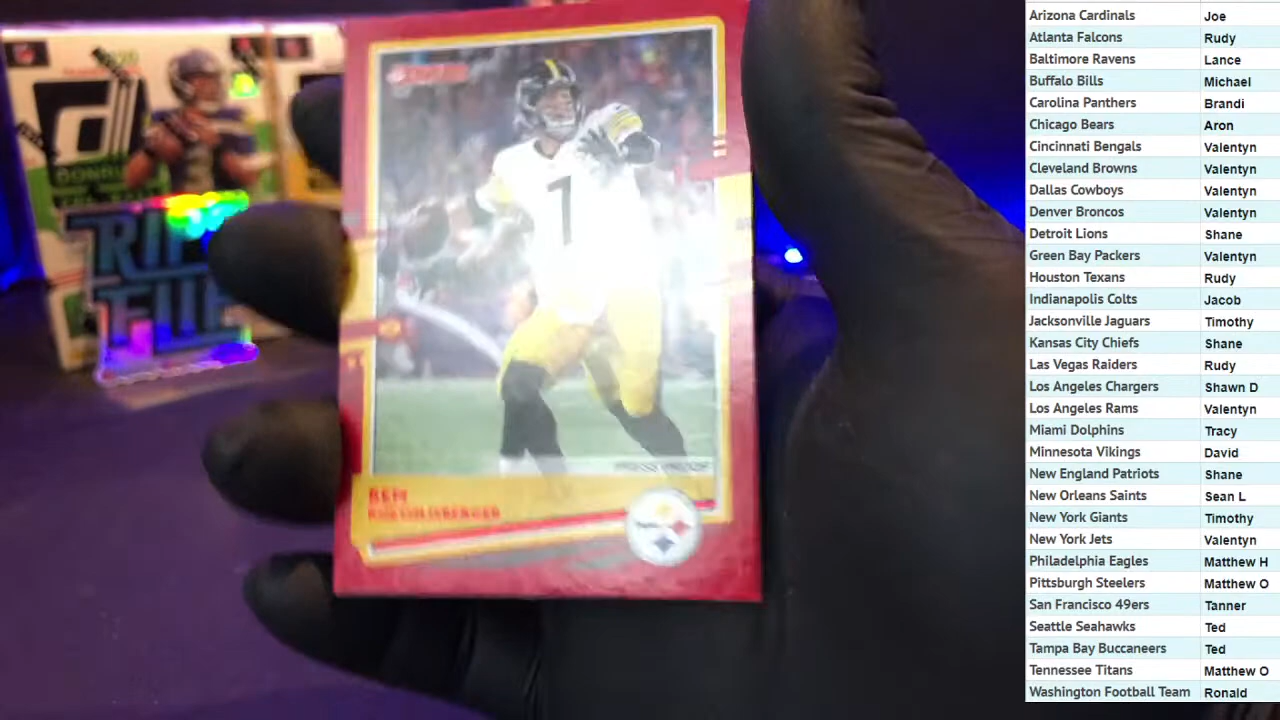 Arizona Cardinals Joe
Atlanta Falcons Rudy
Baltimore Ravens Lance
Buffalo Bills Michael
Carolina Panthers Brandi
Chicago Bears Aron
Cincinnati Bengals Valentyn
Cleveland Browns Valentyn
Dallas Cowboys Valentyn
Denver Broncos Valentyn
Detroit Lions Shane
Green Bay Packers Valentyn
Houston Texans Rudy
Indianapolis Colts Jacob
Jacksonville Jaguars Timothy
Kansas City Chiefs Shane
Las Vegas Raiders Rudy
Los Angeles Chargers Shawn D
Los Angeles Rams Valentyn
Miami Dolphins Tracy
Minnesota Vikings David
New England Patriots Shane
New Orleans Saints Sean L
New York Giants Timothy
New York Jets Valentyn
Philadelphia Eagles Matthew H
Pittsburgh Steelers Matthew O
San Francisco 49ers Tanner
Seattle Seahawks Ted
Tampa Bay Buccaneers Ted
Tennessee Titans Matthew O
Washington Football Team Ronald
7
BEN
ROETHLISBERGER
RIP